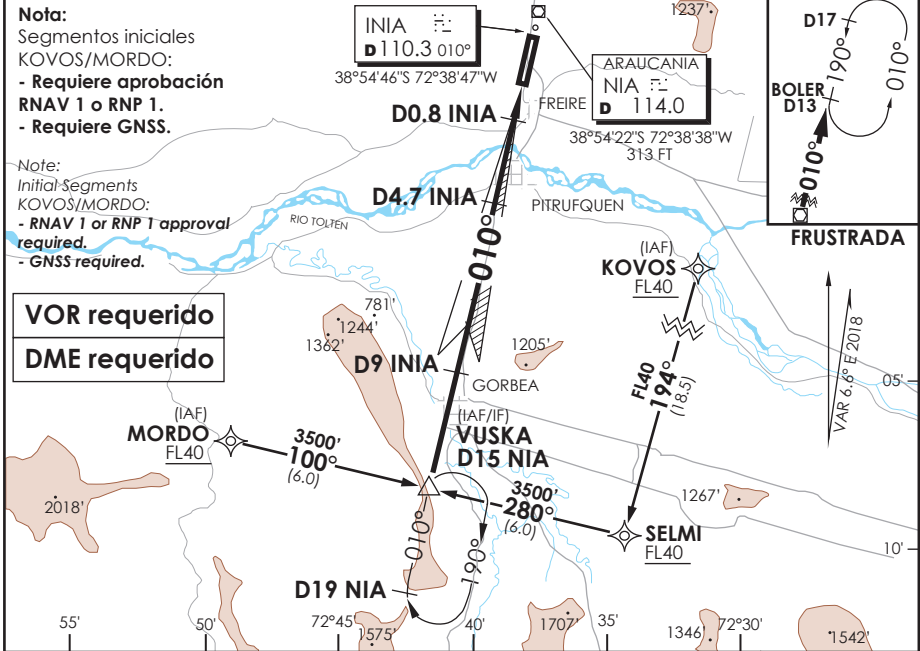 Nota:
Segmentos iniciales
KOVOS/MORDO:
- Requiere aprobación
RNAV 1 o RNP 1.
- Requiere GNSS.
Note:
Initial Segments
KOVOS/MORDO:
- RNAV 1 or RNP 1 approval
required.
- GNSS required.
VOR requerido
DME requerido
INIA
D 110.3 010°
38°54'46"S 72°38'47"W
1237'
ARAUCANIA
NIA
D 114.0
38°54'22"S 72°38'38"W
313 FT
D17
190°
010°
BOLER
D13
010°
FRUSTRADA
D0.8 INIA
FREIRE
D4.7 INIA
PITRUFQUEN
RIO TOLTEN
010°
(IAF)
KOVOS
FL40
781'
1244'
1362'
1205'
D9 INIA
GORBEA
FL40
194°
(18.5)
VAR 6.6° E 2018
05'
(IAF)
MORDO
FL40
3500'
100°
(6.0)
(IAF/IF)
VUSKA
D15 NIA
3500'
280°
(6.0)
1267'
2018'
SELMI
FL40
010°
190°
10'
D19 NIA
55'
50'
72°45'
1575'
40'
1707'
35'
1346'
72°30'
1542'